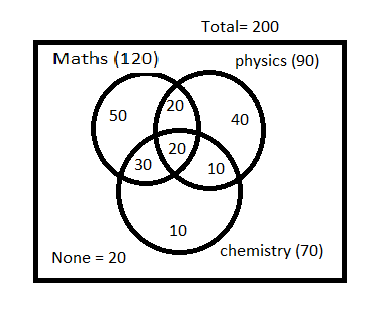 Total= 200
Maths (120)
physics (90)
50
20
40
20
30
10
10
chemistry (70)
None = 20